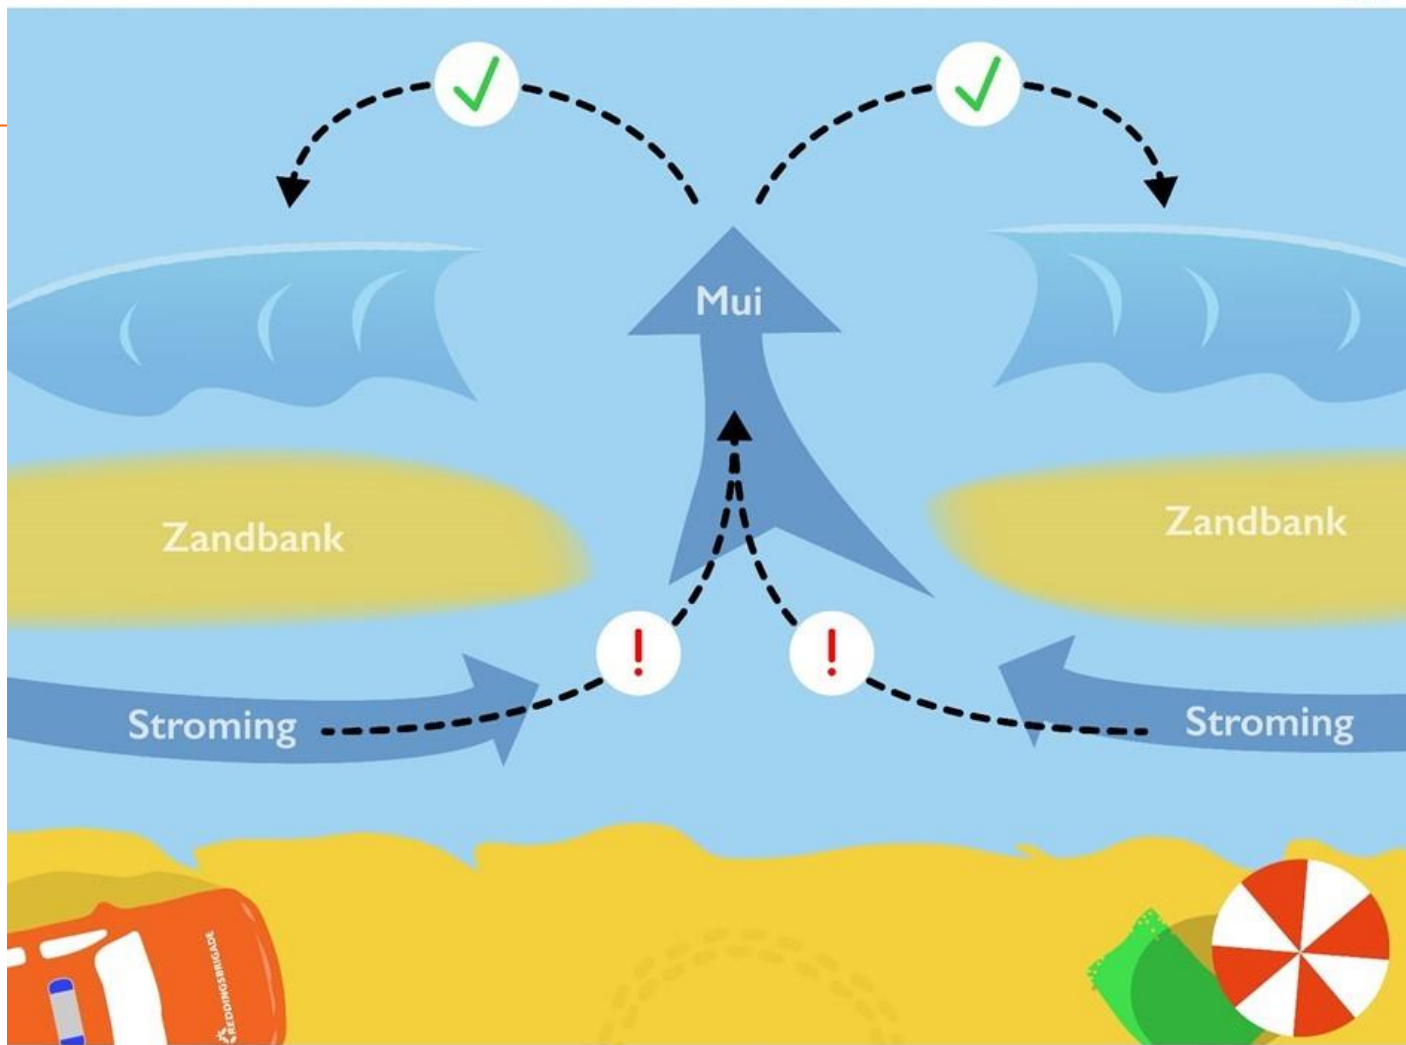 Mui
Zandbank
Zandbank
Stroming
Stroming
REDDINGSBRIGADE